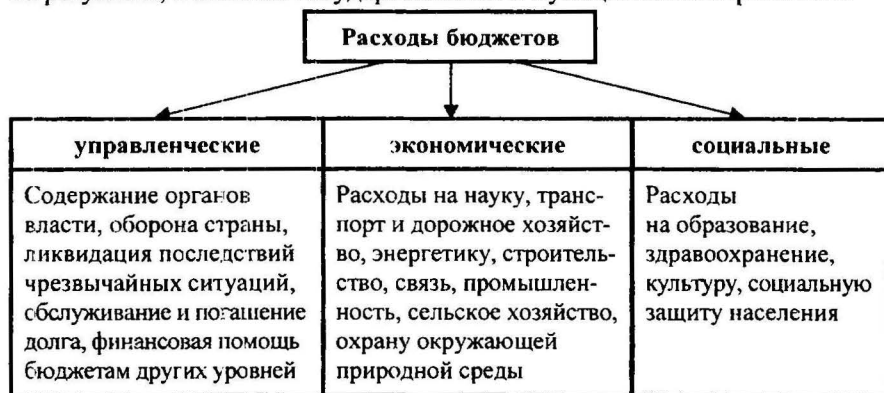 Расходы бюджетов
управленческие
экономические
социальные
Содержание органов
власти, оборона страны,
ликвидация последствий
чрезвычайных ситуаций,
обслуживание и погашение
долга, финансовая помощь
бюджетам других уровней
Расходы на науку, транс-
порт и дорожное хозяйст-
во, энергетику, строитель-
ство, связь, промышлен-
ность, сельское хозяйство,
охрану окружающей
природной среды
Расходы
на образование,
здравоохранение,
культуру, социальную
защиту населения